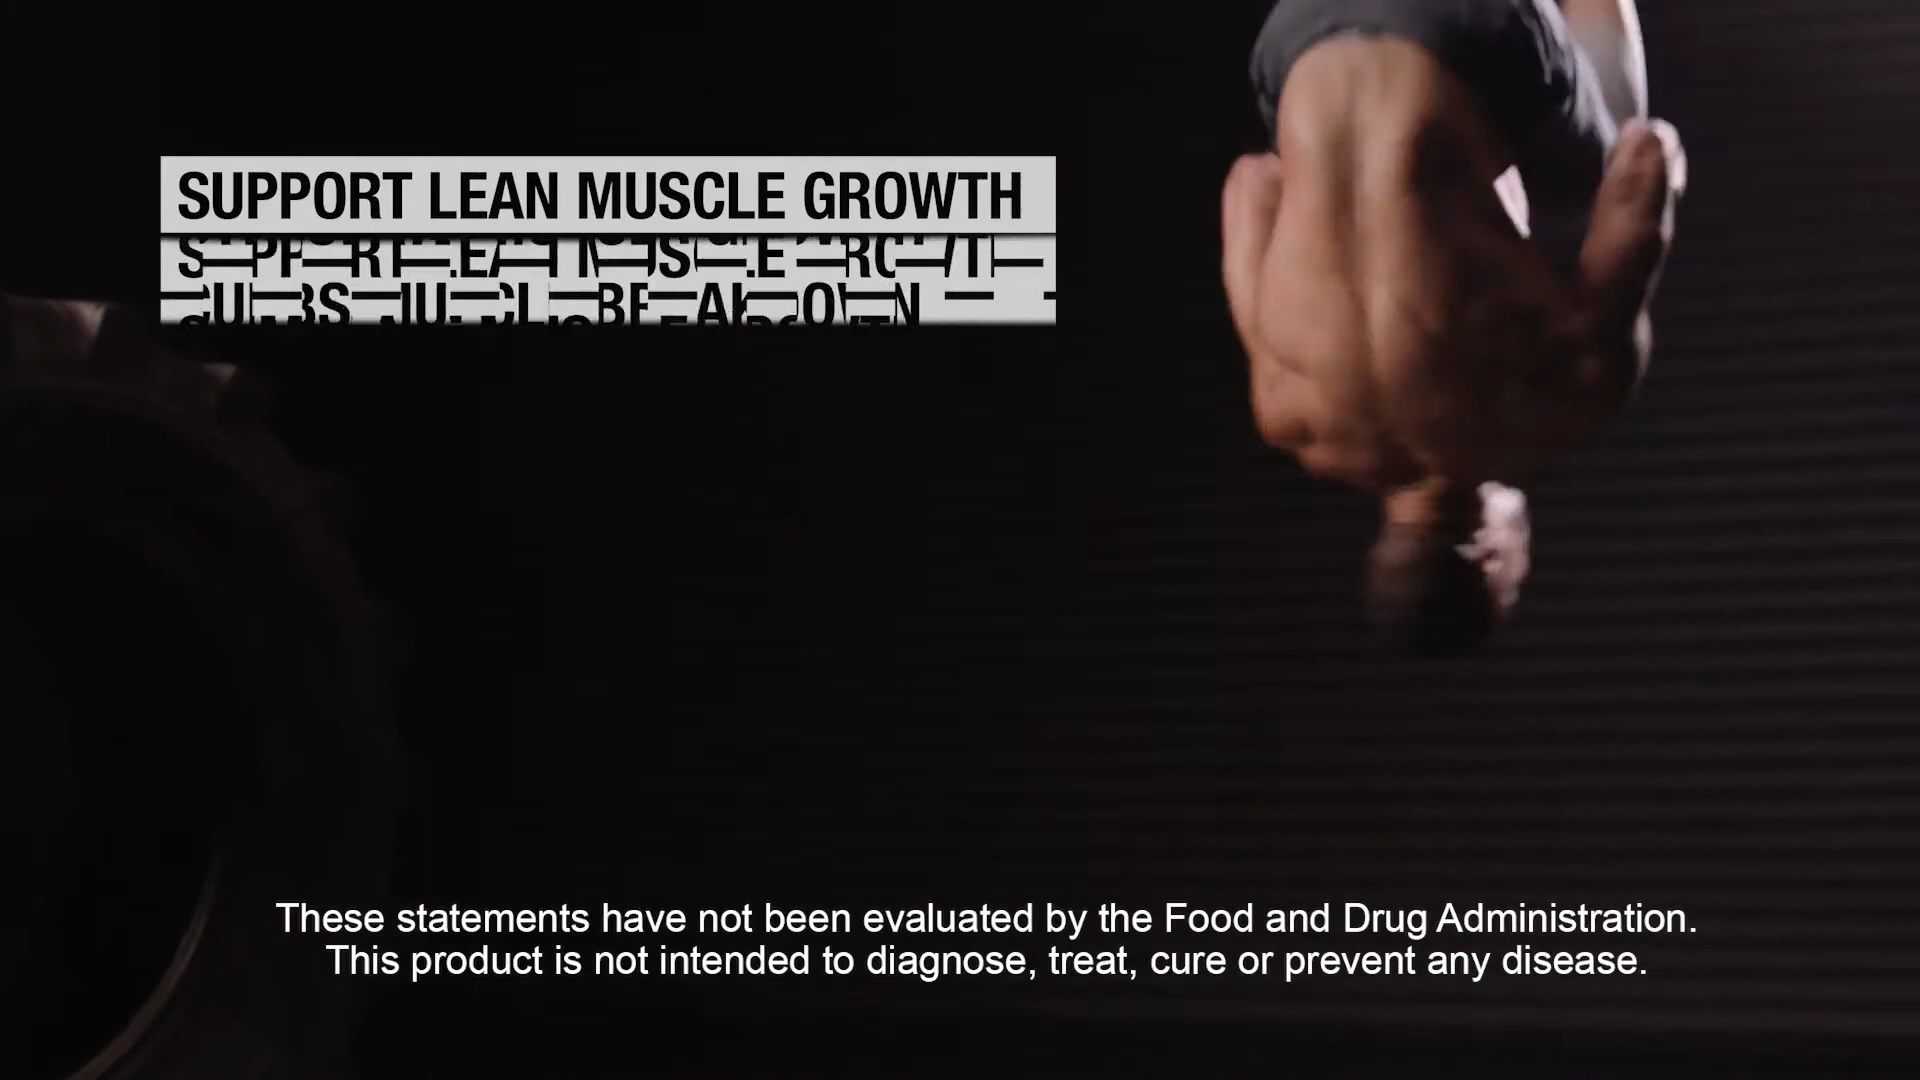 SUPPORT LEAN MUSCLE GROWTH
These statements have not been evaluated by the Food and Drug Administration.
This product is not intended to diagnose, treat, cure or prevent any disease.